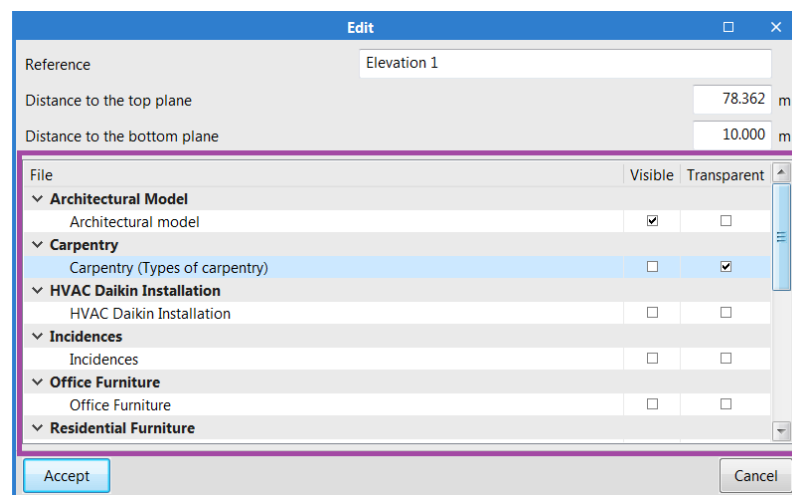 Edit
Reference Elevation 1
Distance to the top plane 78.362 m
Distance to the bottom plane 10.000 m
File Visible Transparent
Architectural Model
Architectural model
Carpentry
Carpentry (Types of carpentry)
HVAC Daikin Installation
HVAC Daikin Installation
Incidences
Incidences
Office Furniture
Office Furniture
Residential Furniture
Accept Cancel